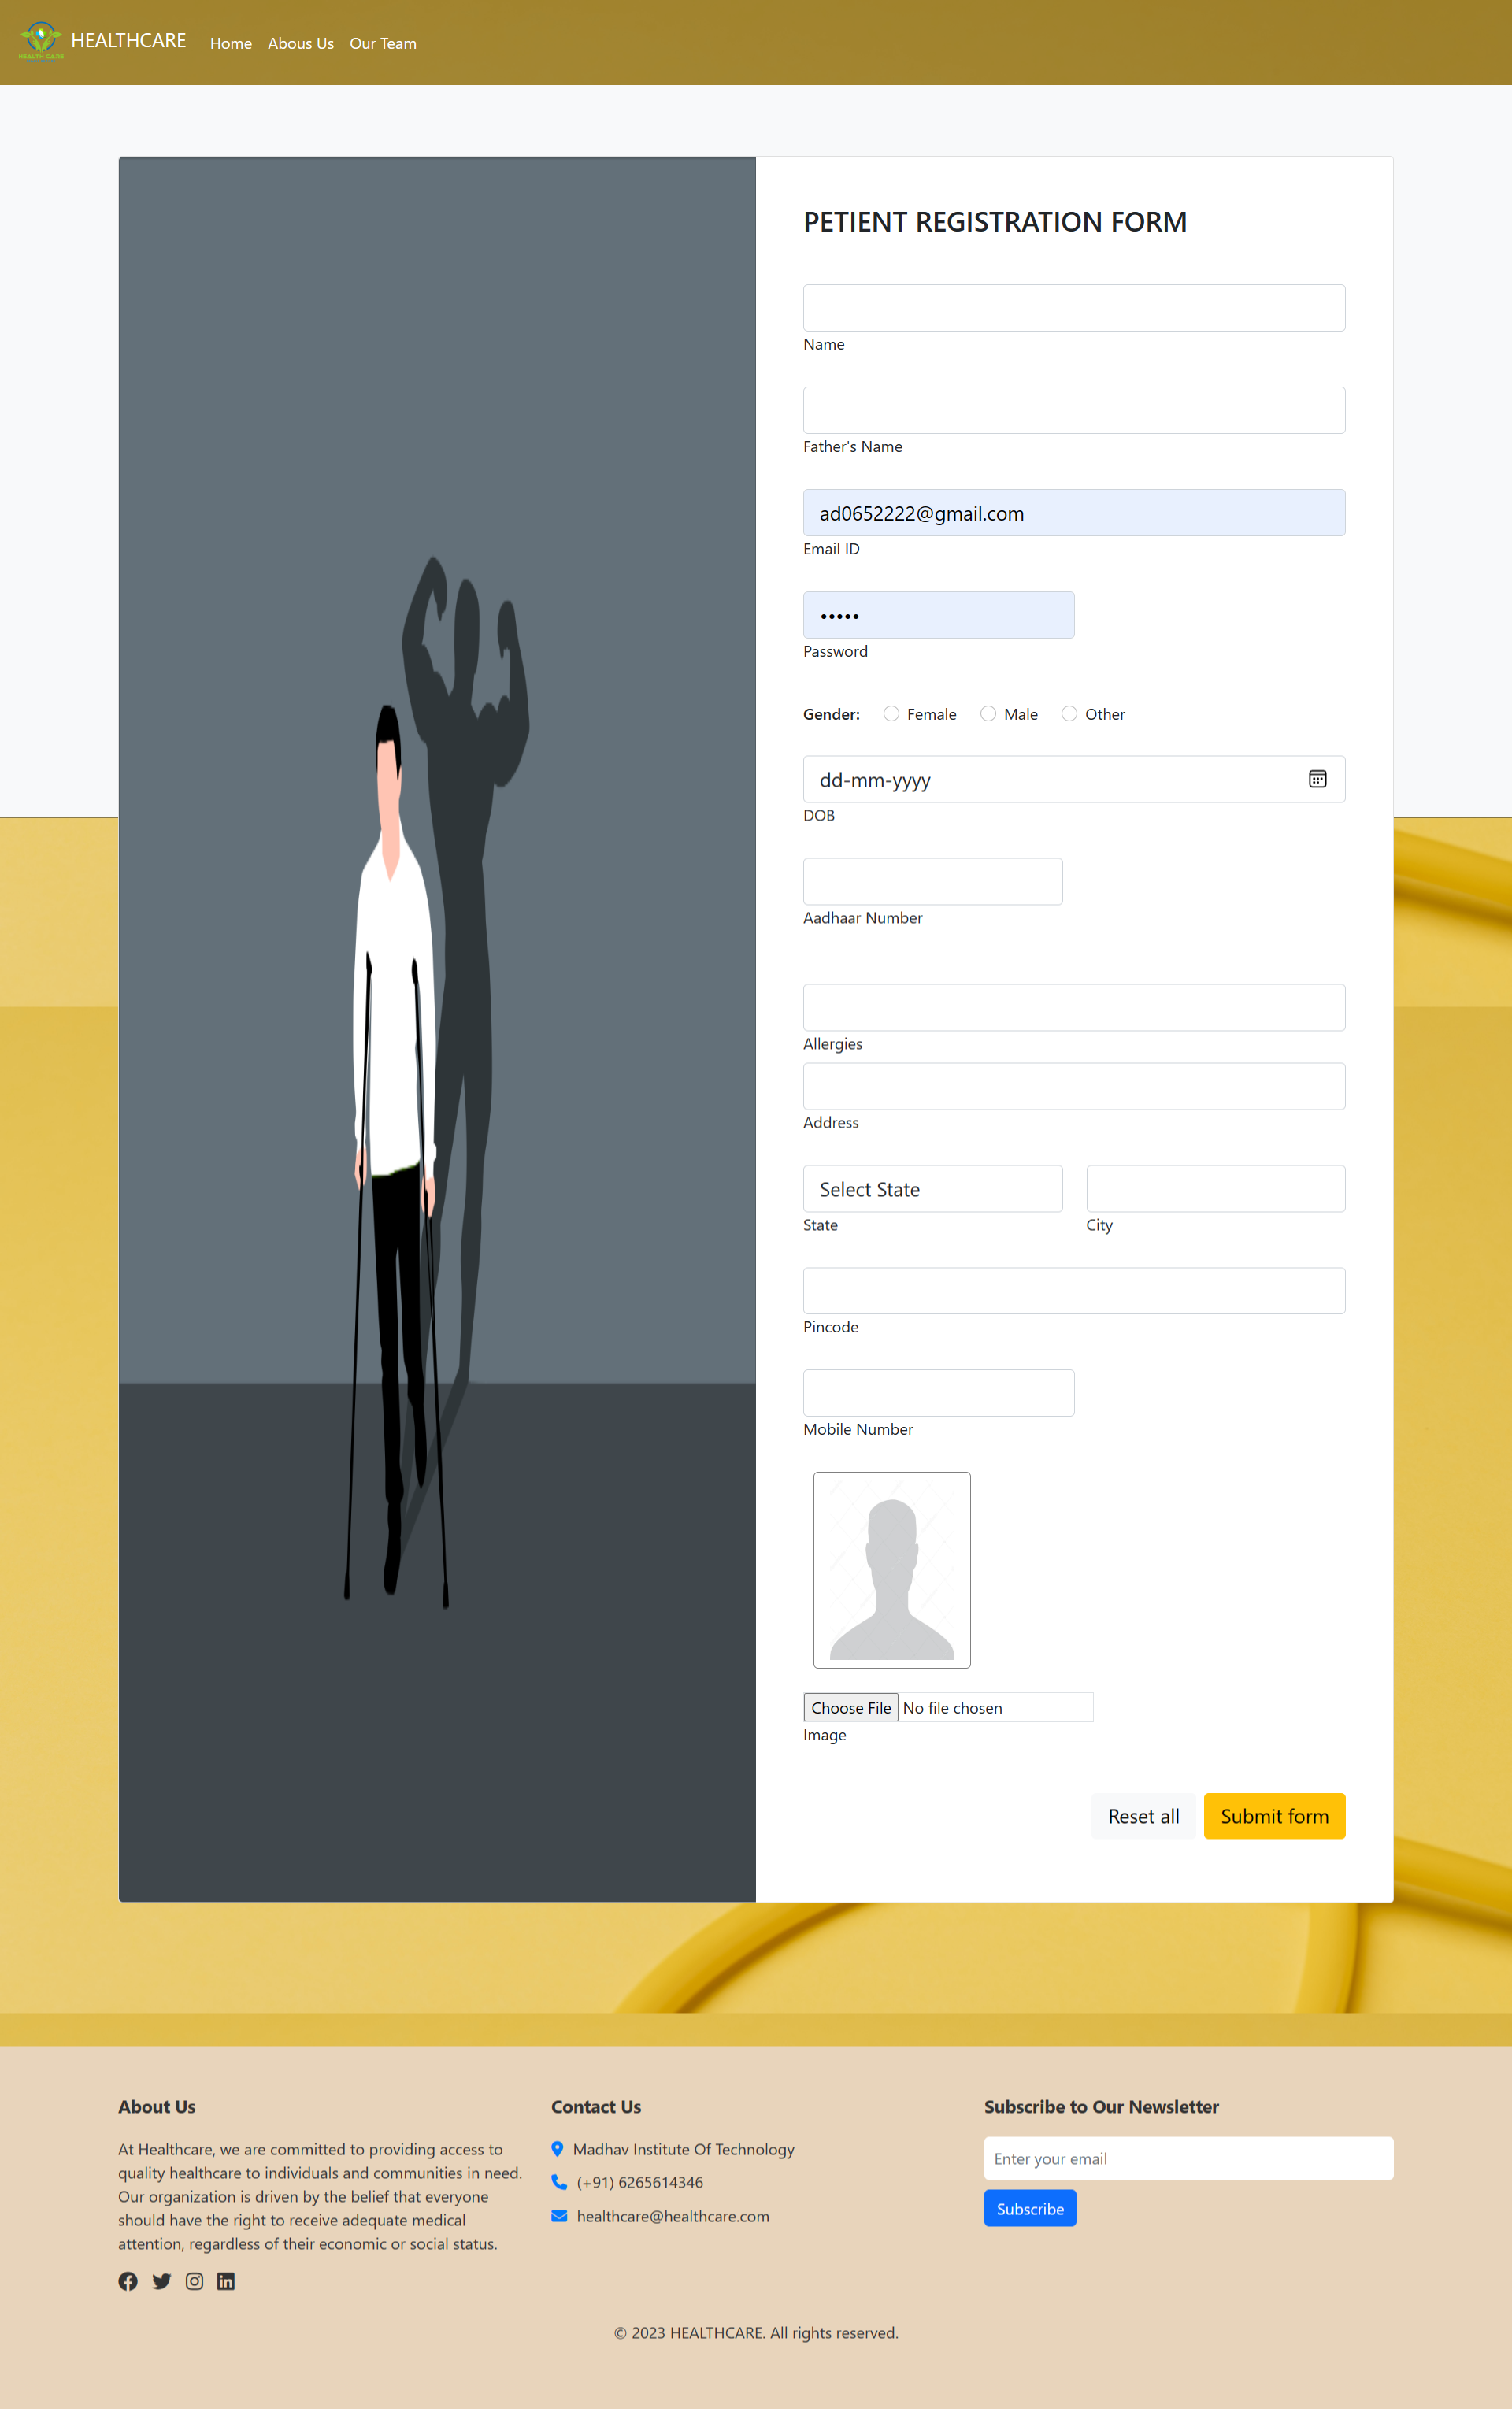 HEALTH CARE
HEALTHCARE Home Abous Us Our Team
PETIENT REGISTRATION FORM
Name
Father's Name
ad0652222@gmail.com
Email ID
•••••
Password
Gender: Female Male Other
dd-mm-yyyy
DOB
Aadhaar Number
Allergies
Address
Select State
State City
Pincode
Mobile Number
Choose File No file chosen
Image
Reset all Submit form
About Us
At Healthcare, we are committed to providing access to
quality healthcare to individuals and communities in need.
Our organization is driven by the belief that everyone
should have the right to receive adequate medical
attention, regardless of their economic or social status.
Contact Us
Madhav Institute Of Technology
(+91) 6265614346
healthcare@healthcare.com
Subscribe to Our Newsletter
Enter your email
Subscribe
© 2023 HEALTHCARE. All rights reserved.